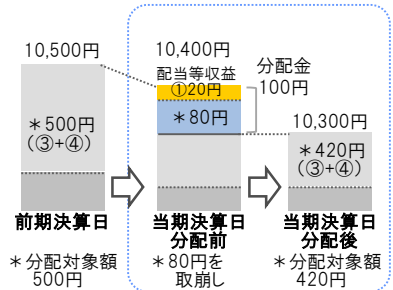 10,500円
＊500円
（③+④）
前期決算日
＊分配対象額
500円
10,400円
配当等収益
①20円
＊80円
分配金
100円
当期決算日
分配前
＊80円を
取崩し
10,300円
＊420円
（③+④）
当期決算日
分配後
＊分配対象額
420円